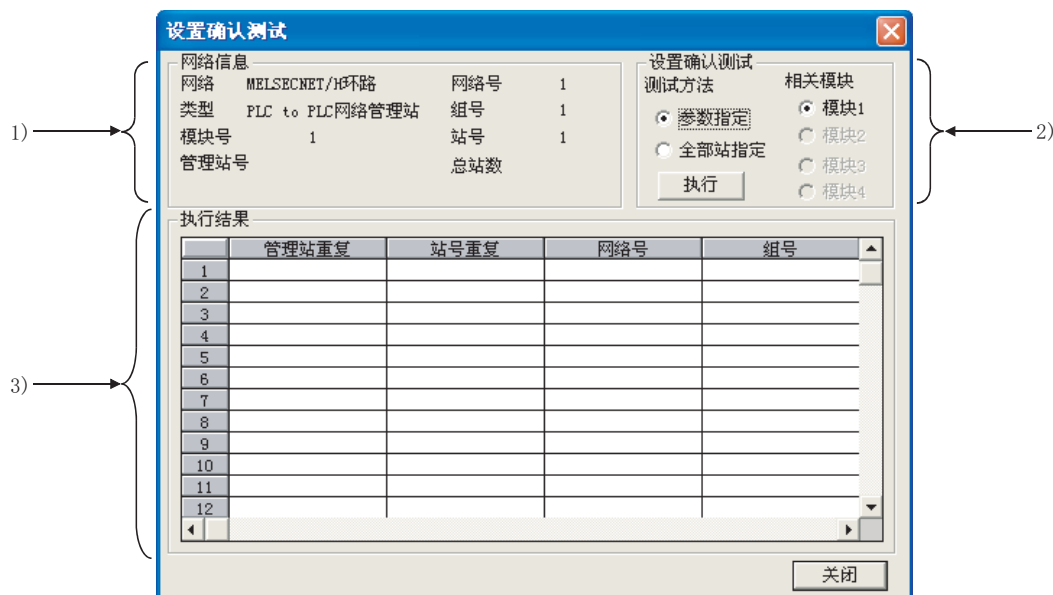 设置确认测试
网络信息
网络 MELSECNET/H环路 网络号 1
类型 PLC to PLC网络管理站 组号 1
模块号 1 站号 1
管理站号 总站数
设置确认测试
测试方法 相关模块
参数指定 模块1
全部站指定 模块2
模块3
执行 模块4
1)
2)
执行结果
管理站重复 站号重复 网络号 组号
1
2
3
4
5
6
7
8
9
10
11
12
3)
关闭